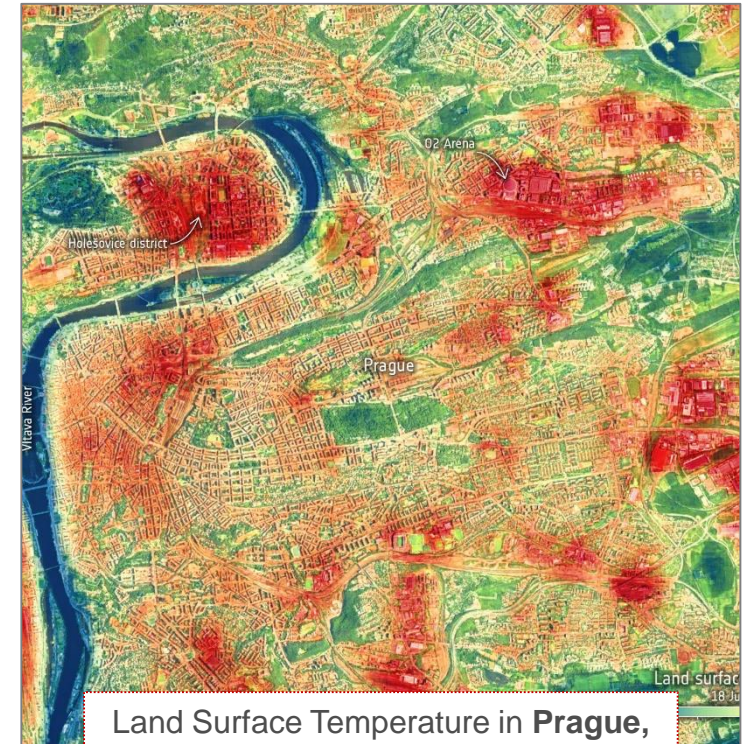 O2 Arena
Holešovice district
Prague
Vltava River
Land surfac
18 Ju
Land Surface Temperature in Prague,